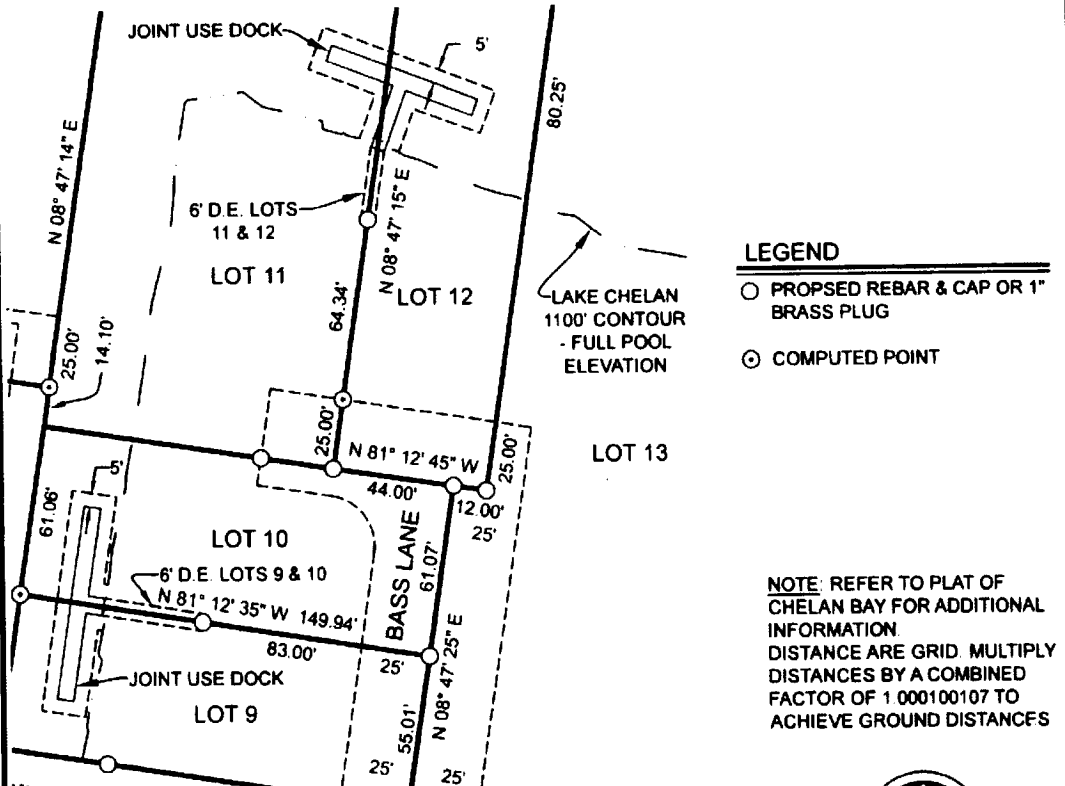 JOINT USE DOCK
5'
80.25'
N 08° 47' 14" E
6' D.E. LOTS
11 & 12
N 08° 47' 15" E
LOT 11
LOT 12
64.34'
LAKE CHELAN
1100' CONTOUR
- FULL POOL
ELEVATION
LEGEND
PROPSED REBAR & CAP OR 1"
BRASS PLUG
COMPUTED POINT
25.00'
14.10'
25.00'
N 81° 12' 45" W
25.00'
LOT 13
44.00'
12.00'
25'
5'
61.06'
LOT 10
BASS LANE
61.07'
6' D.E. LOTS 9 & 10
N 81° 12' 35" W 149.94'
83.00'
25'
N 08° 47' 25" E
JOINT USE DOCK
LOT 9
55.01'
25'
25'
NOTE: REFER TO PLAT OF
CHELAN BAY FOR ADDITIONAL
INFORMATION.
DISTANCE ARE GRID. MULTIPLY
DISTANCES BY A COMBINED
FACTOR OF 1.000100107 TO
ACHIEVE GROUND DISTANCES